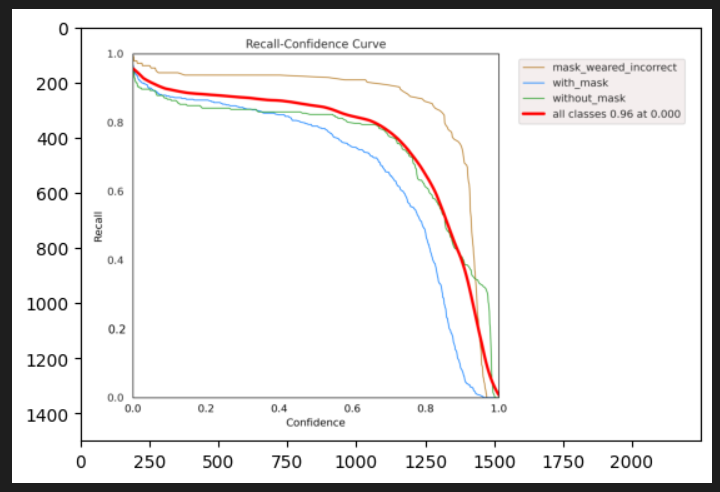 Recall-Confidence Curve
mask_weared_incorrect
with_mask
without_mask
all classes 0.96 at 0.000
Recall
1.0
0.8
0.6
0.4
0.2
0.0
0.0 0.2 0.4 0.6 0.8 1.0
Confidence
0
200
400
600
800
1000
1200
1400
0 250 500 750 1000 1250 1500 1750 2000